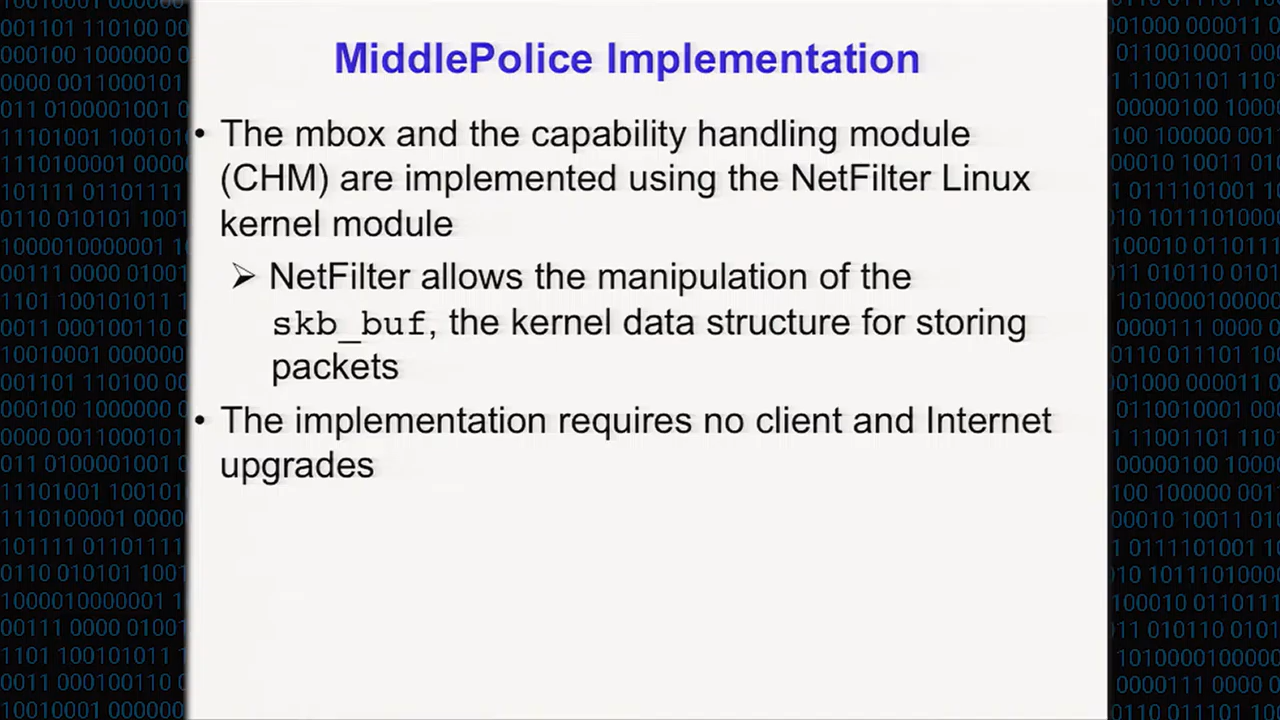 MiddlePolice Implementation
• The mbox and the capability handling module
(CHM) are implemented using the NetFilter Linux
kernel module
➢ NetFilter allows the manipulation of the
skb_buf, the kernel data structure for storing
packets
• The implementation requires no client and Internet
upgrades